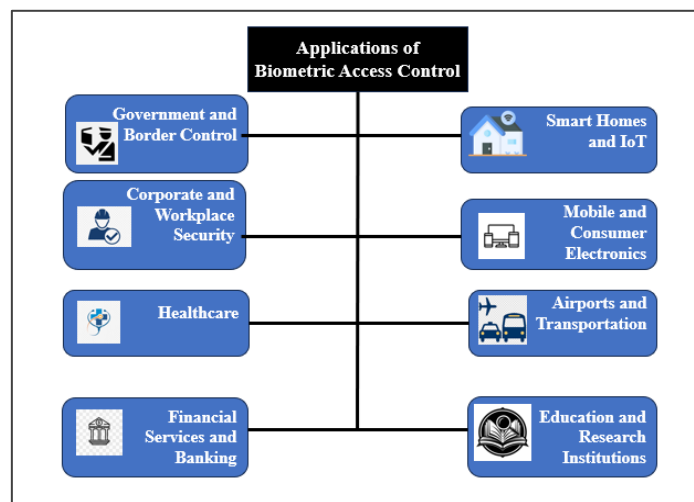 Applications of
Biometric Access Control
Government and
Border Control
Smart Homes
and IoT
Corporate and
Workplace
Security
Mobile and
Consumer
Electronics
Healthcare
Airports and
Transportation
Financial
Services and
Banking
Education and
Research
Institutions